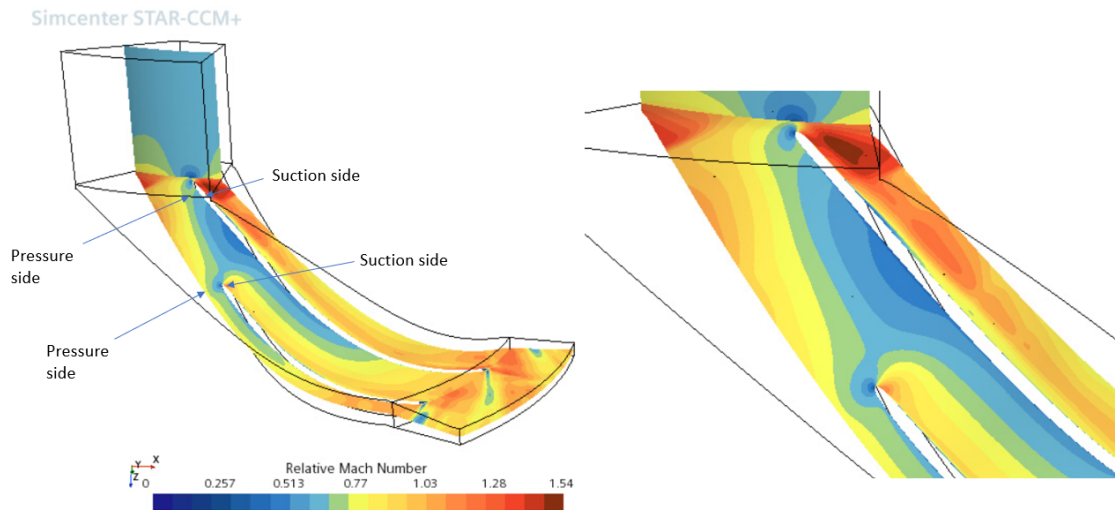 Simcenter STAR-CCM+
Suction side
Pressure
side
Suction side
Pressure
side
Y X
Z
Relative Mach Number
0 0.257 0.513 0.77 1.03 1.28 1.54